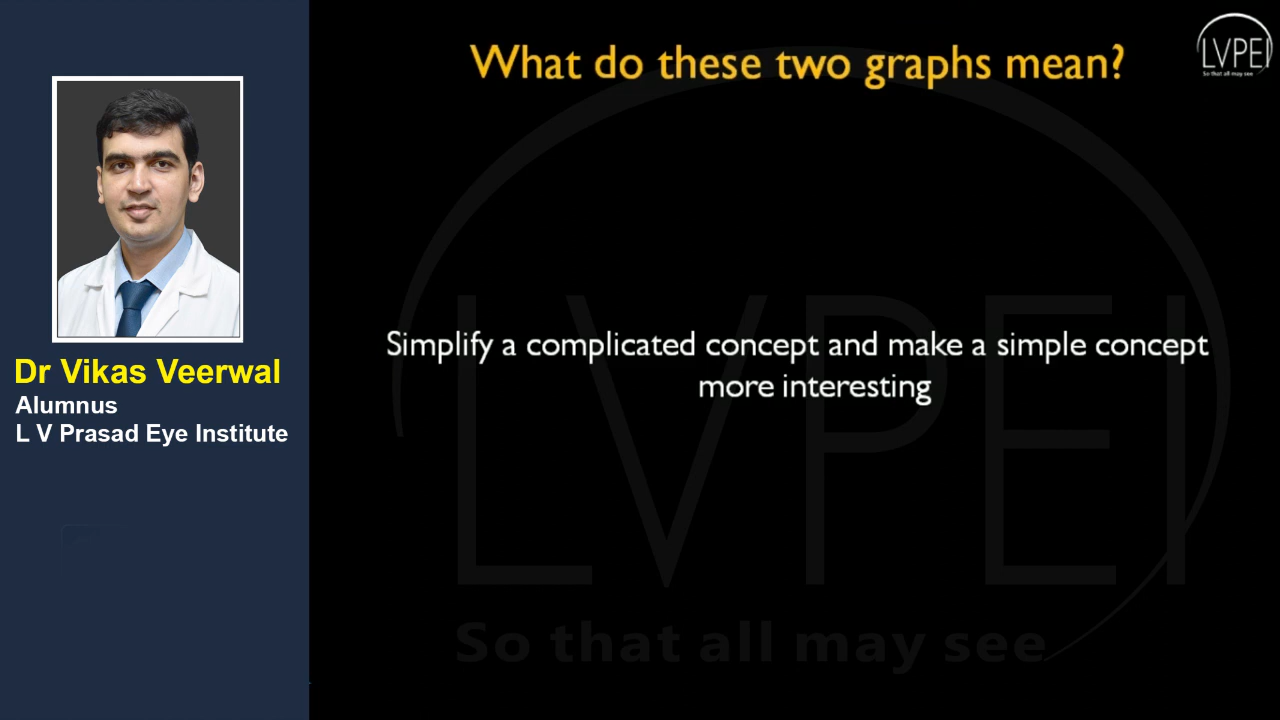 What do these two graphs mean?
LVPEI
So that all may see
Dr Vikas Veerwal
Alumnus
L V Prasad Eye Institute
Simplify a complicated concept and make a simple concept
more interesting
LVPEI
So that all may see